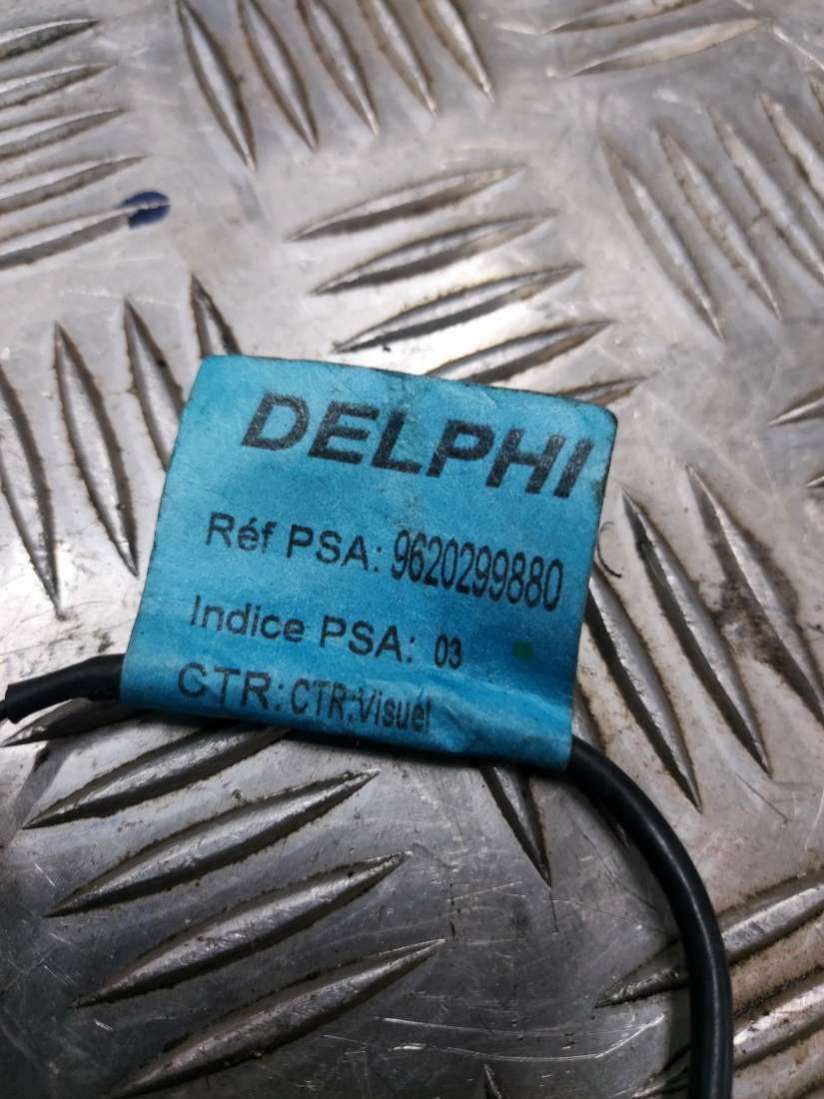 DELPHI
Réf PSA: 9620299880
Indice PSA: 03
CTR: CTR:Visuel